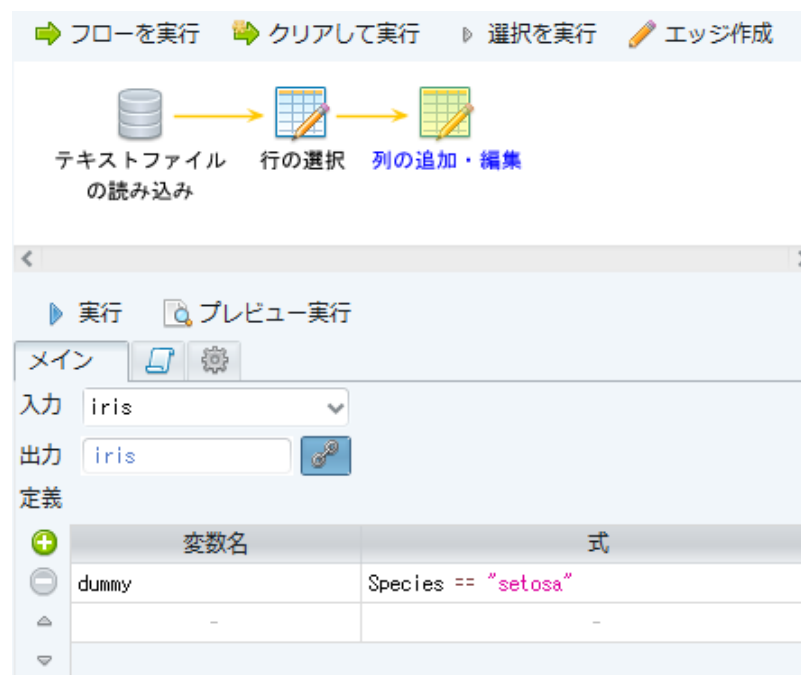 フローを実行 クリアして実行 選択を実行 エッジ作成
テキストファイル 行の選択 列の追加・編集
の読み込み
実行 プレビュー実行
メイン
入力 iris
出力 iris
定義
変数名 式
dummy Species == "setosa"
- -